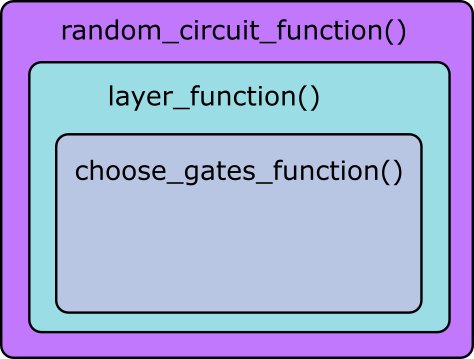 random_circuit_function()
layer_function()
choose_gates_function()